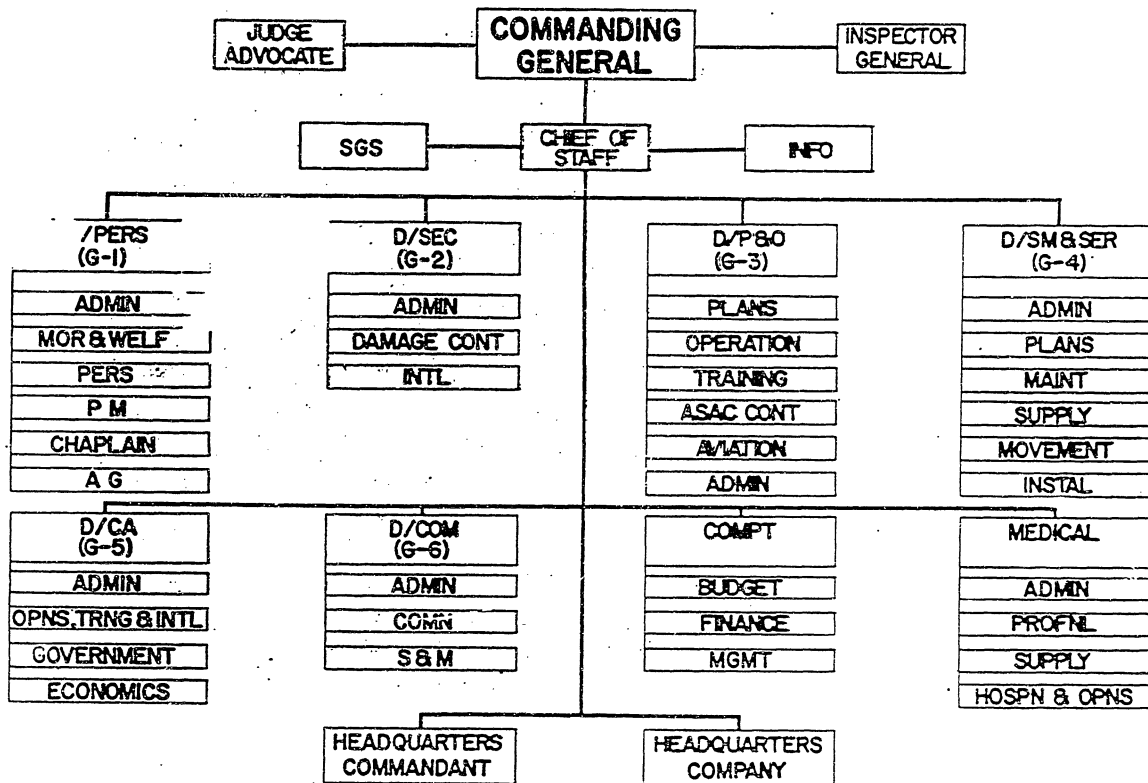 JUDGE
ADVOCATE
COMMANDING
GENERAL
INSPECTOR
GENERAL
SGS
CHIEF OF
STAFF
INFO
/PERS
(G-1)
ADMIN
MOR & WELF
PERS
P M
CHAPLAIN
A G
D/SEC
(G-2)
ADMIN
DAMAGE CONT
INTL
D/P&O
(G-3)
PLANS
OPERATION
TRAINING
ASAC CONT
AVIATION
ADMIN
D/SM & SER
(G-4)
ADMIN
PLANS
MAINT
SUPPLY
MOVEMENT
INSTAL
D/CA
(G-5)
ADMIN
OPNS, TRNG & INTL
GOVERNMENT
ECONOMICS
D/COM
(G-6)
ADMIN
COMN
S & M
COMPT
BUDGET
FINANCE
MGMT
MEDICAL
ADMIN
PROFNL
SUPPLY
HOSPN & OPNS
HEADQUARTERS
COMMANDANT
HEADQUARTERS
COMPANY